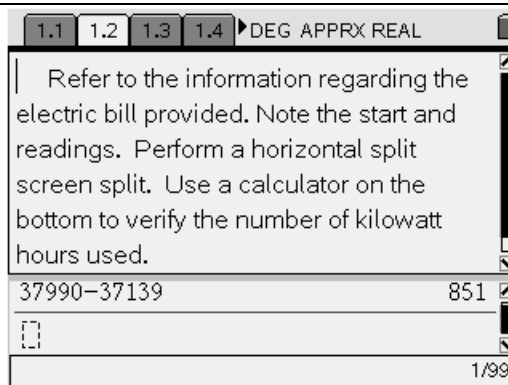 1.1 1.2 1.3 1.4 DEG APPRX REAL
Refer to the information regarding the
electric bill provided. Note the start and
readings. Perform a horizontal split
screen split. Use a calculator on the
bottom to verify the number of kilowatt
hours used.
37990-37139 851
1/99